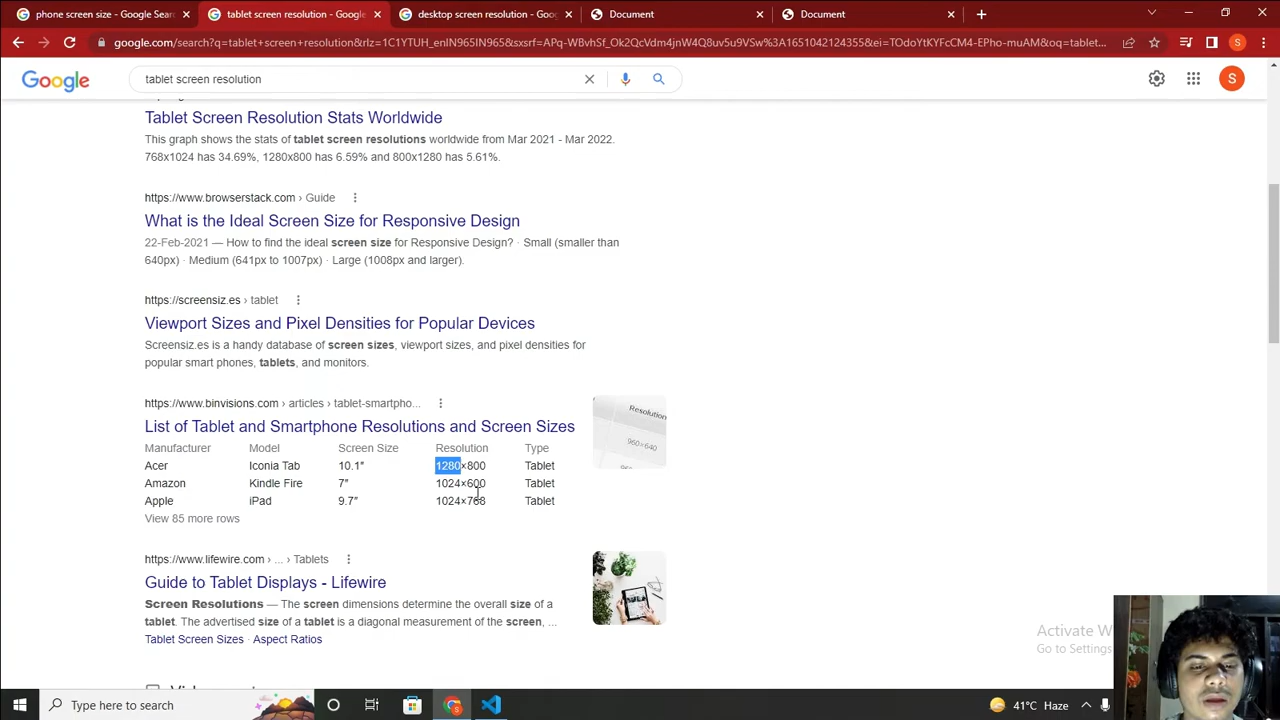 phone screen size - Google Sear
tablet screen resolution - Google
desktop screen resolution - Goog
Document
Document
google.com/search?q=tablet+screen+resolution&rlz=1C1YTUH_enIN965IN965&sxsrf=APq-WBvhSf_Ok2QcVdm4jnW4Q8uv5u9VSw%3A1651042124355&ei=TOdoYtKYFcCM4-EPho-muAM&oq=tablet...
S
Google
tablet screen resolution
S
Tablet Screen Resolution Stats Worldwide
This graph shows the stats of tablet screen resolutions worldwide from Mar 2021 - Mar 2022.
768x1024 has 34.69%, 1280x800 has 6.59% and 800x1280 has 5.61%.
https://www.browserstack.com › Guide
What is the Ideal Screen Size for Responsive Design
22-Feb-2021 — How to find the ideal screen size for Responsive Design? · Small (smaller than
640px) · Medium (641px to 1007px) · Large (1008px and larger).
https://screensiz.es › tablet
Viewport Sizes and Pixel Densities for Popular Devices
Screensiz.es is a handy database of screen sizes, viewport sizes, and pixel densities for
popular smart phones, tablets, and monitors.
https://www.binvisions.com › articles › tablet-smartpho...
List of Tablet and Smartphone Resolutions and Screen Sizes
Manufacturer Model Screen Size Resolution Type
Acer Iconia Tab 10.1″ 1280×800 Tablet
Amazon Kindle Fire 7″ 1024×600 Tablet
Apple iPad 9.7″ 1024×768 Tablet
View 85 more rows
Resolution
960×640
https://www.lifewire.com › ... › Tablets
Guide to Tablet Displays - Lifewire
Screen Resolutions — The screen dimensions determine the overall size of a
tablet. The advertised size of a tablet is a diagonal measurement of the screen, ...
Tablet Screen Sizes · Aspect Ratios
Activate W
Go to Settings
Type here to search
41°C Haze